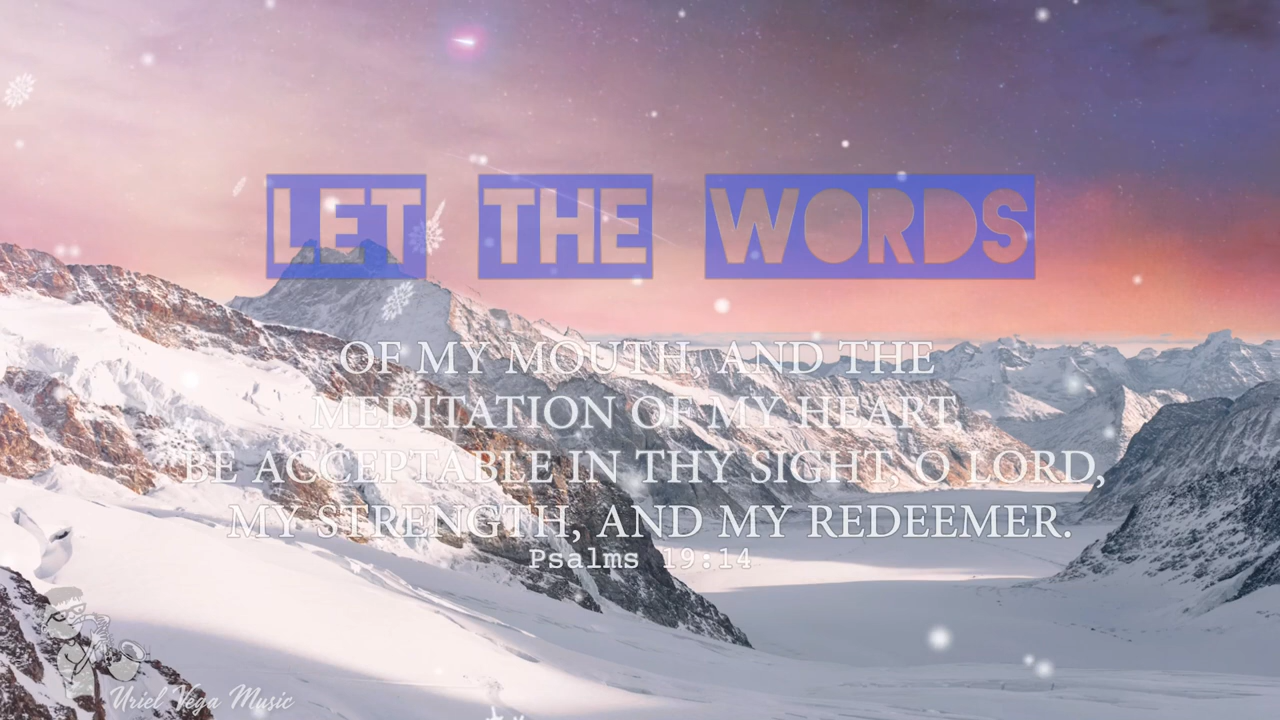 LET THE WORDS
OF MY MOUTH, AND THE
MEDITATION OF MY HEART
BE ACCEPTABLE IN THY SIGHT, O LORD,
MY STRENGTH, AND MY REDEEMER.
Psalms 19:14
Uriel Vega Music